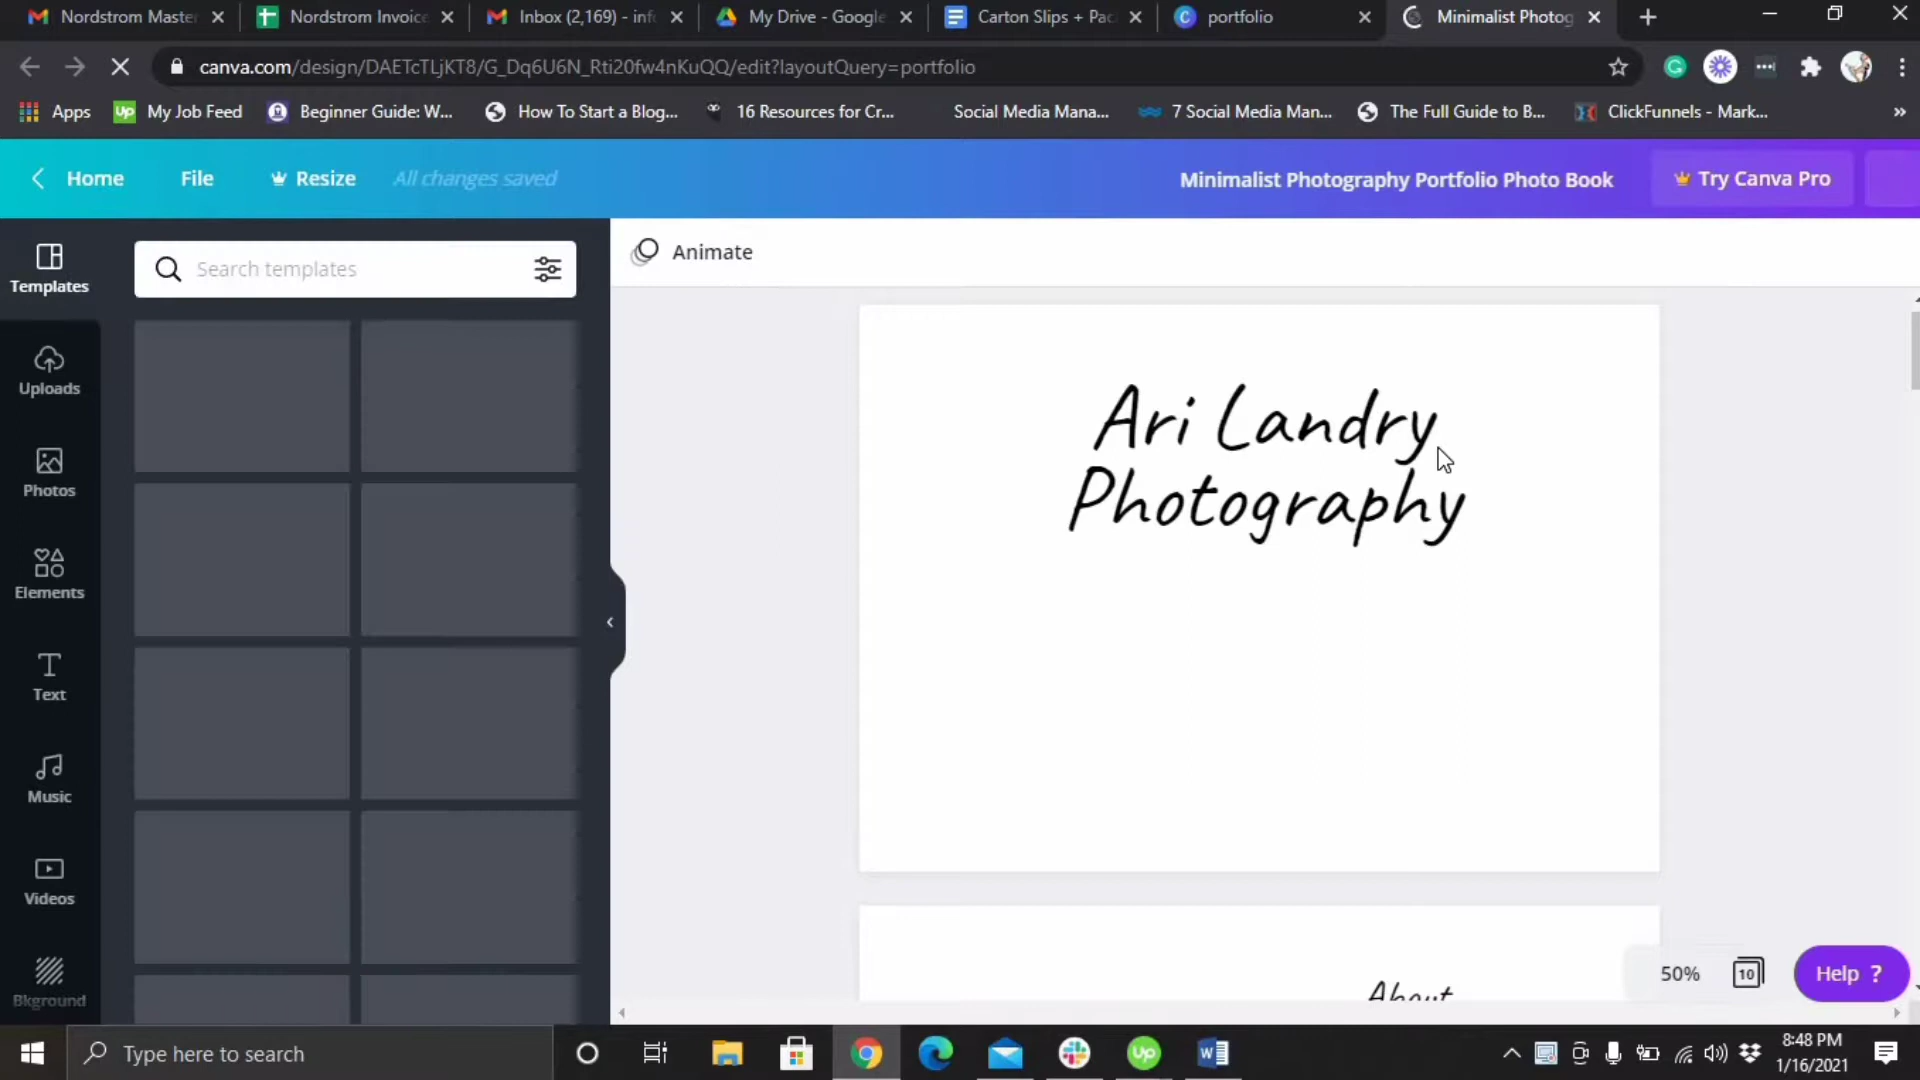 Nordstrom Master
Nordstrom Invoice
Inbox (2,169) - inf
My Drive - Google
Carton Slips + Pac
portfolio
Minimalist Photog
canva.com/design/DAETcTLjKT8/G_Dq6U6N_Rti20fw4nKuQQ/edit?layoutQuery=portfolio
Apps
My Job Feed
Beginner Guide: W...
How To Start a Blog...
16 Resources for Cr...
Social Media Mana...
7 Social Media Man...
The Full Guide to B...
ClickFunnels - Mark...
Home
File
Resize
All changes saved
Minimalist Photography Portfolio Photo Book
Try Canva Pro
Templates
Search templates
Animate
Uploads
Photos
Elements
Text
Music
Videos
Bkground
Ari Landry
Photography
About
50%
10
Help ?
Type here to search
8:48 PM
1/16/2021